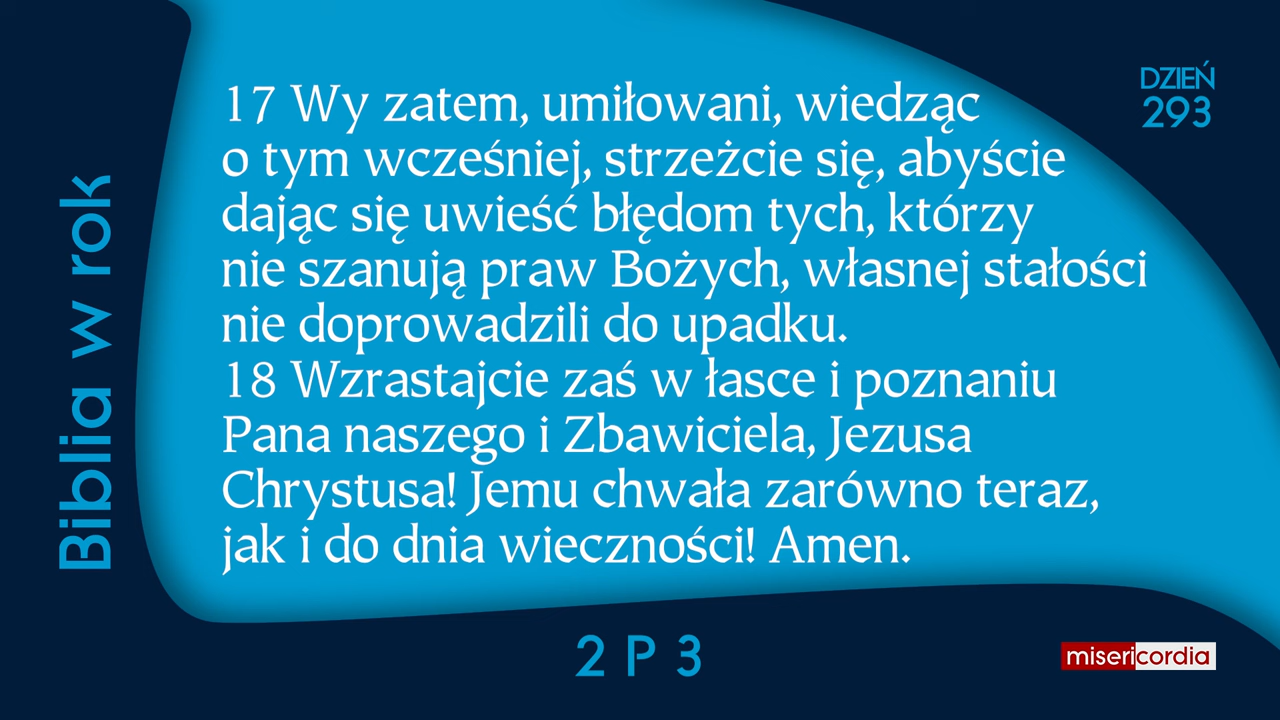 DZIEŃ
293
17 Wy zatem, umiłowani, wiedząc
o tym wcześniej, strzeżcie się, abyście
dając się uwieść błędom tych, którzy
nie szanują praw Bożych, własnej stałości
nie doprowadzili do upadku.
18 Wzrastajcie zaś w łasce i poznaniu
Pana naszego i Zbawiciela, Jezusa
Chrystusa! Jemu chwała zarówno teraz,
jak i do dnia wieczności! Amen.
Biblia w rok
2 P 3
misericordia